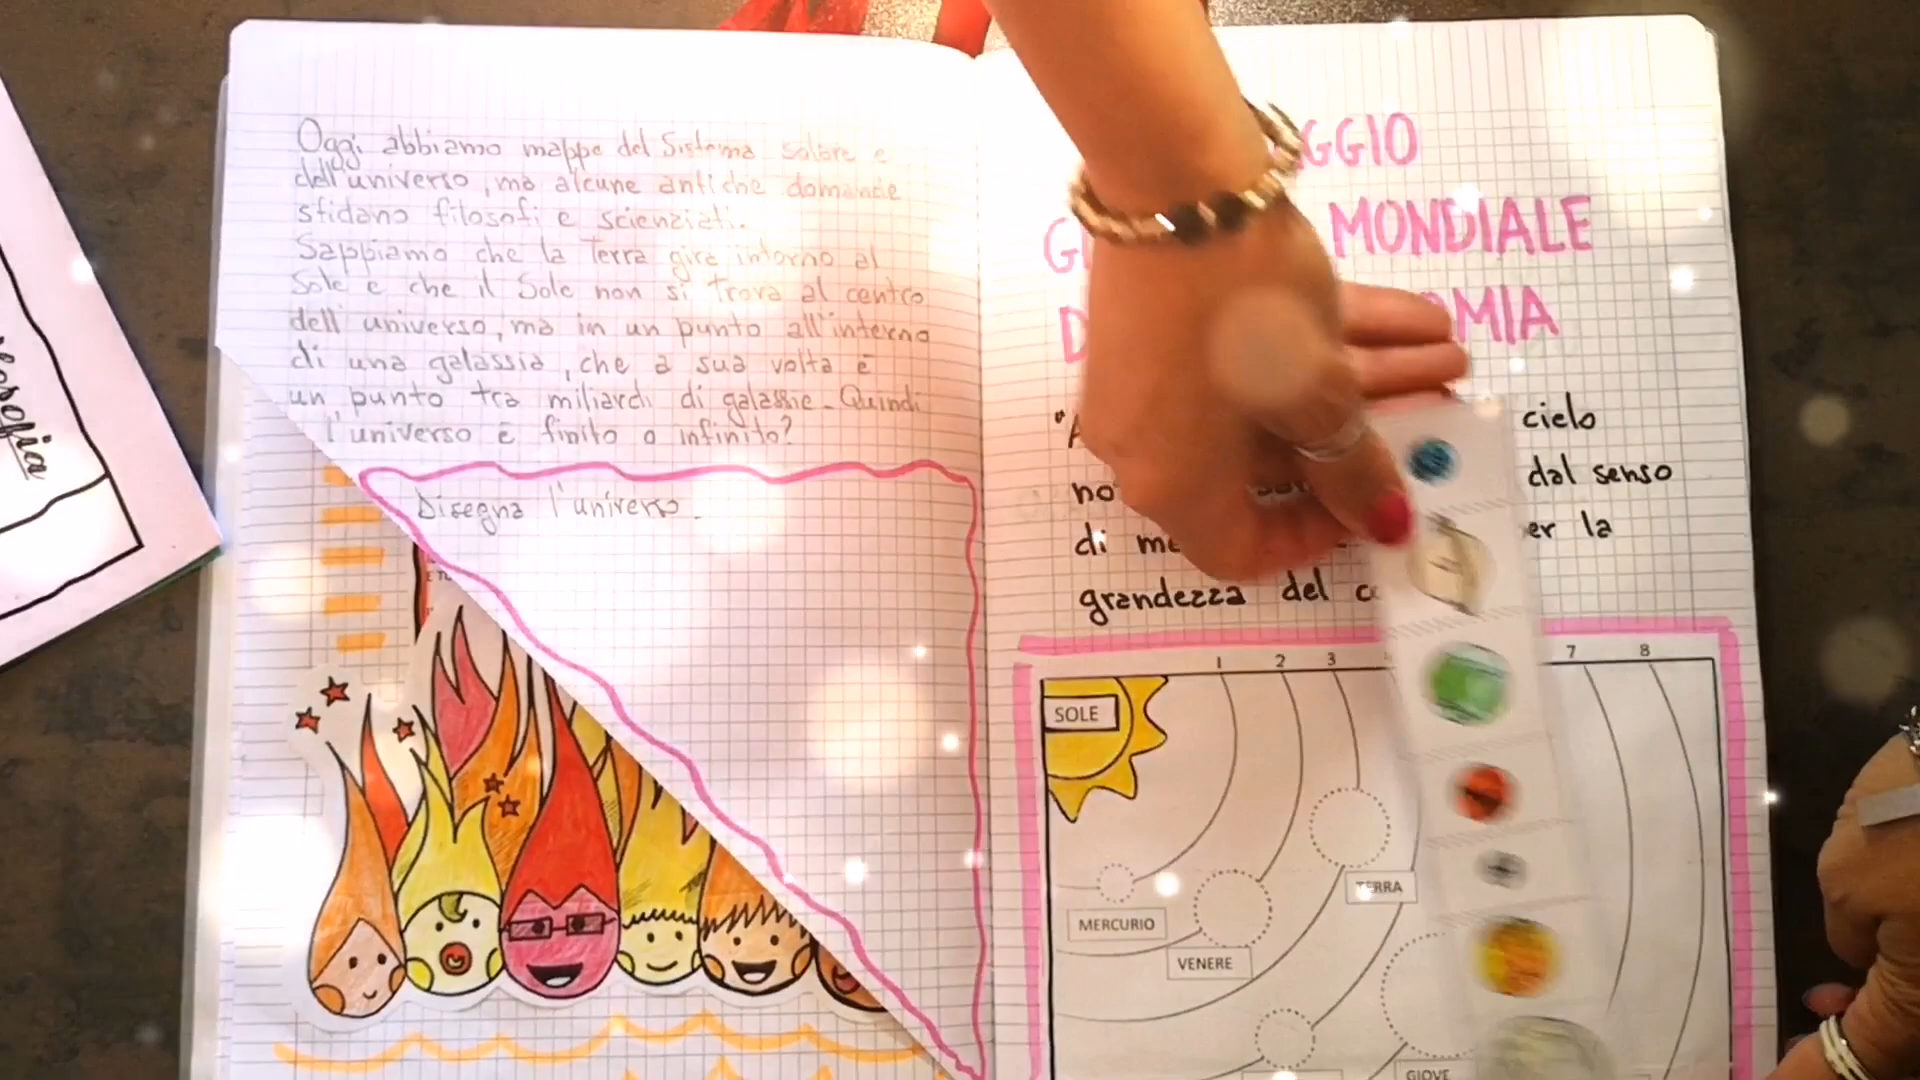 Oggi abbiamo mappe del Sistema solare e
dell'universo, ma alcune antiche domande
sfidano filosofi e scienziati.
Sappiamo che la Terra gira intorno al
Sole e che il Sole non si trova al centro
dell'universo, ma in un punto all'interno
di una galassia, che a sua volta è
un punto tra miliardi di galassie. Quindi
l'universo è finito o infinito?
Disegna l'universo.
GGIO
MONDIALE
OMIA
cielo
dal senso
di er la
grandezza del
1 2 3 7 8
SOLE
TERRA
MERCURIO
VENERE
GIOVE